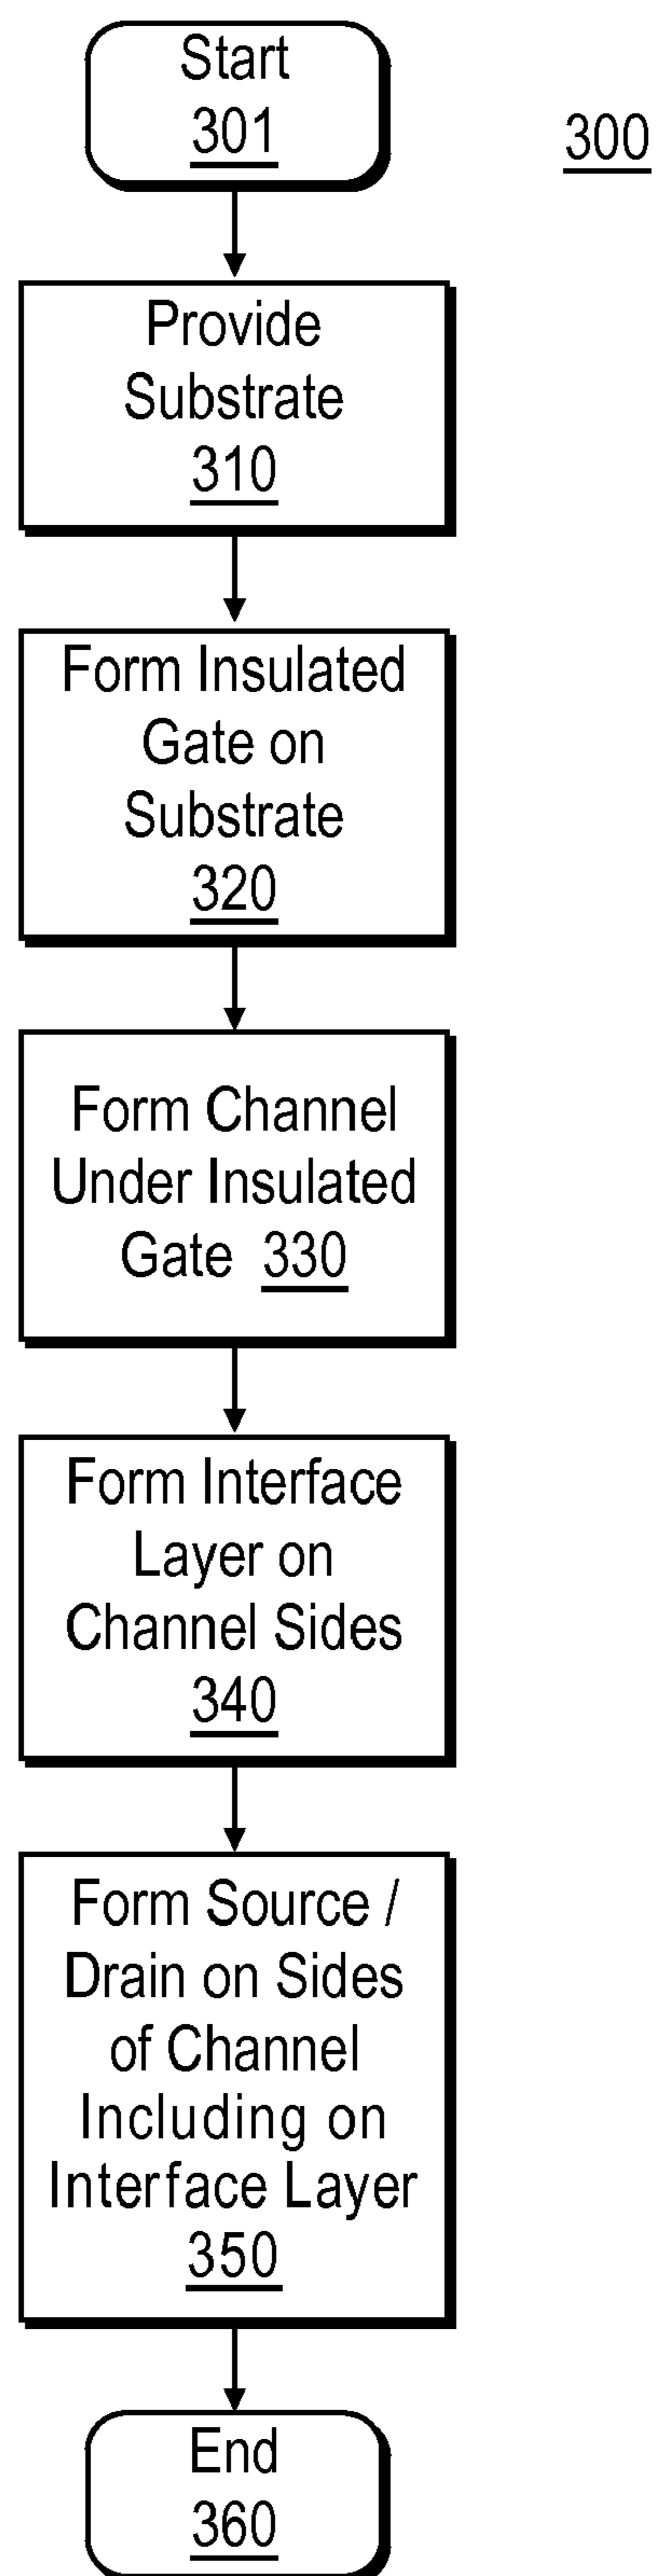 Start
301
300
Provide
Substrate
310
Form Insulated
Gate on
Substrate
320
Form Channel
Under Insulated
Gate 330
Form Interface
Layer on
Channel Sides
340
Form Source /
Drain on Sides
of Channel
Including on
Interface Layer
350
End
360